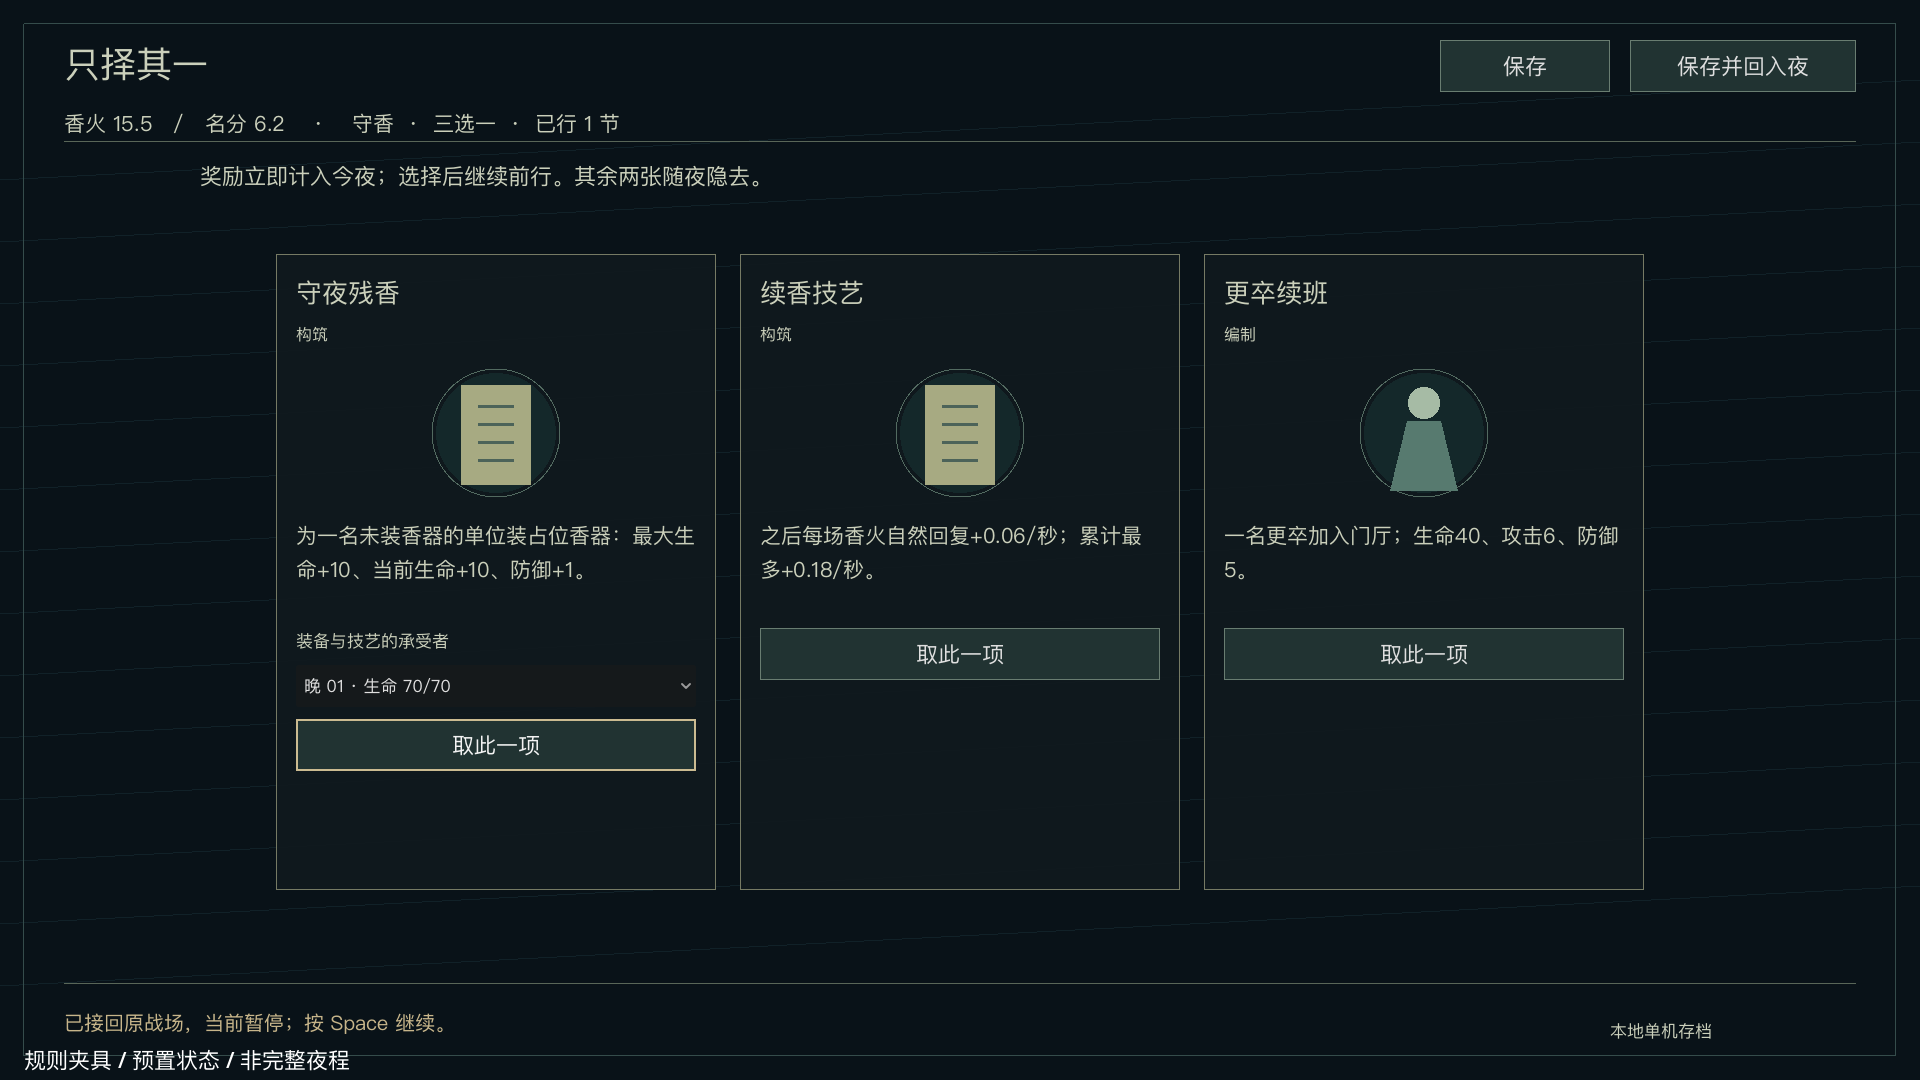 只择其一
保存
保存并回入夜
香火 15.5 / 名分 6.2 · 守香 · 三选一 · 已行 1 节
奖励立即计入今夜；选择后继续前行。其余两张随夜隐去。
守夜残香
构筑
为一名未装香器的单位装占位香器：最大生
命+10、当前生命+10、防御+1。
装备与技艺的承受者
晚 01 · 生命 70/70
取此一项
续香技艺
构筑
之后每场香火自然回复+0.06/秒；累计最
多+0.18/秒。
取此一项
更卒续班
编制
一名更卒加入门厅；生命40、攻击6、防御
5。
取此一项
已接回原战场，当前暂停；按 Space 继续。
本地单机存档
规则夹具 / 预置状态 / 非完整夜程